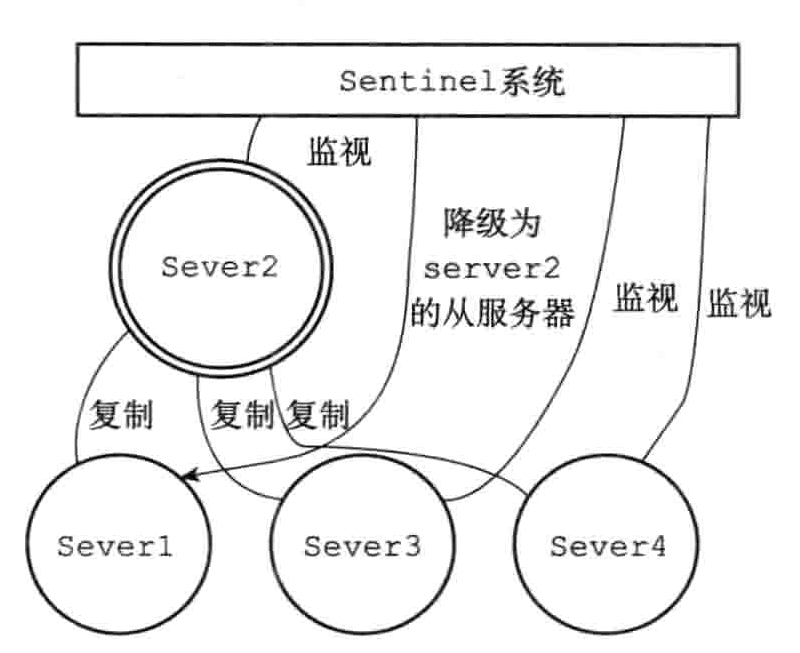 Sentinel系统
监视
Sever2
降级为
server2
的从服务器
监视
监视
复制
复制
复制
Sever1
Sever3
Sever4